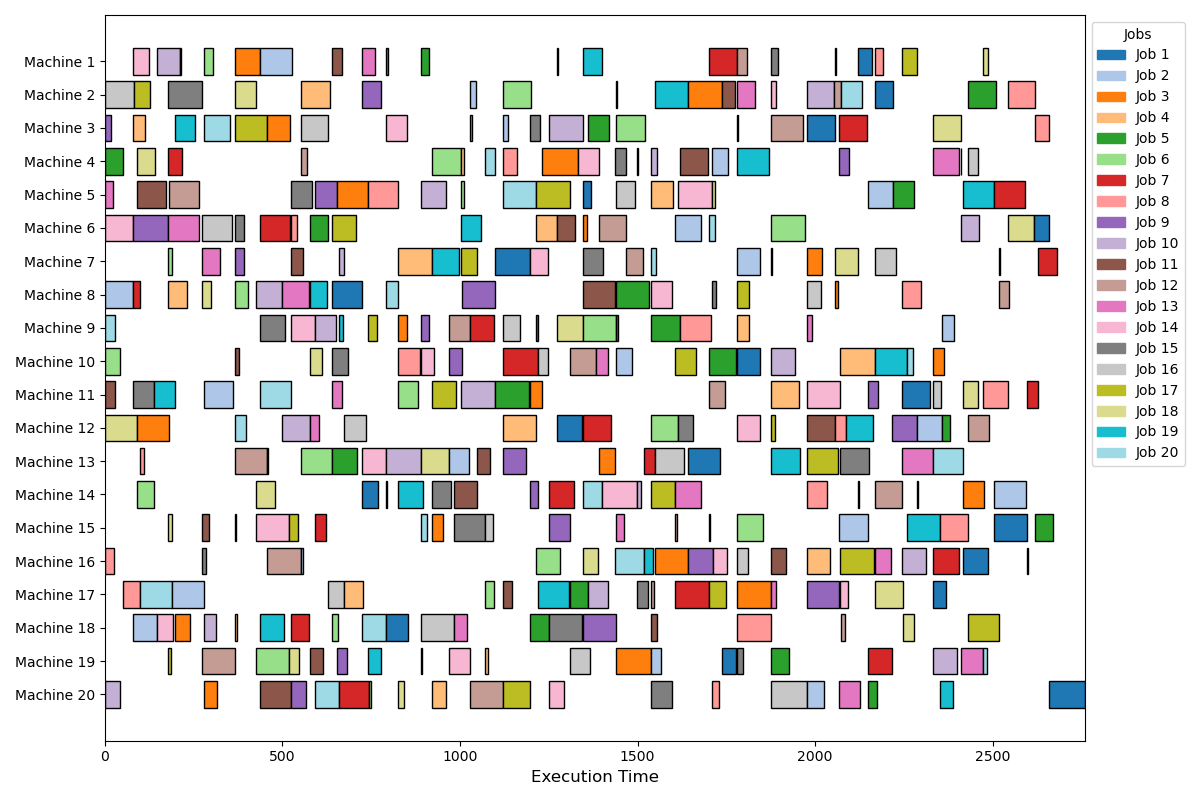 Machine 1
Machine 2
Machine 3
Machine 4
Machine 5
Machine 6
Machine 7
Machine 8
Machine 9
Machine 10
Machine 11
Machine 12
Machine 13
Machine 14
Machine 15
Machine 16
Machine 17
Machine 18
Machine 19
Machine 20
0 500 1000 1500 2000 2500
Execution Time
Jobs
Job 1
Job 2
Job 3
Job 4
Job 5
Job 6
Job 7
Job 8
Job 9
Job 10
Job 11
Job 12
Job 13
Job 14
Job 15
Job 16
Job 17
Job 18
Job 19
Job 20